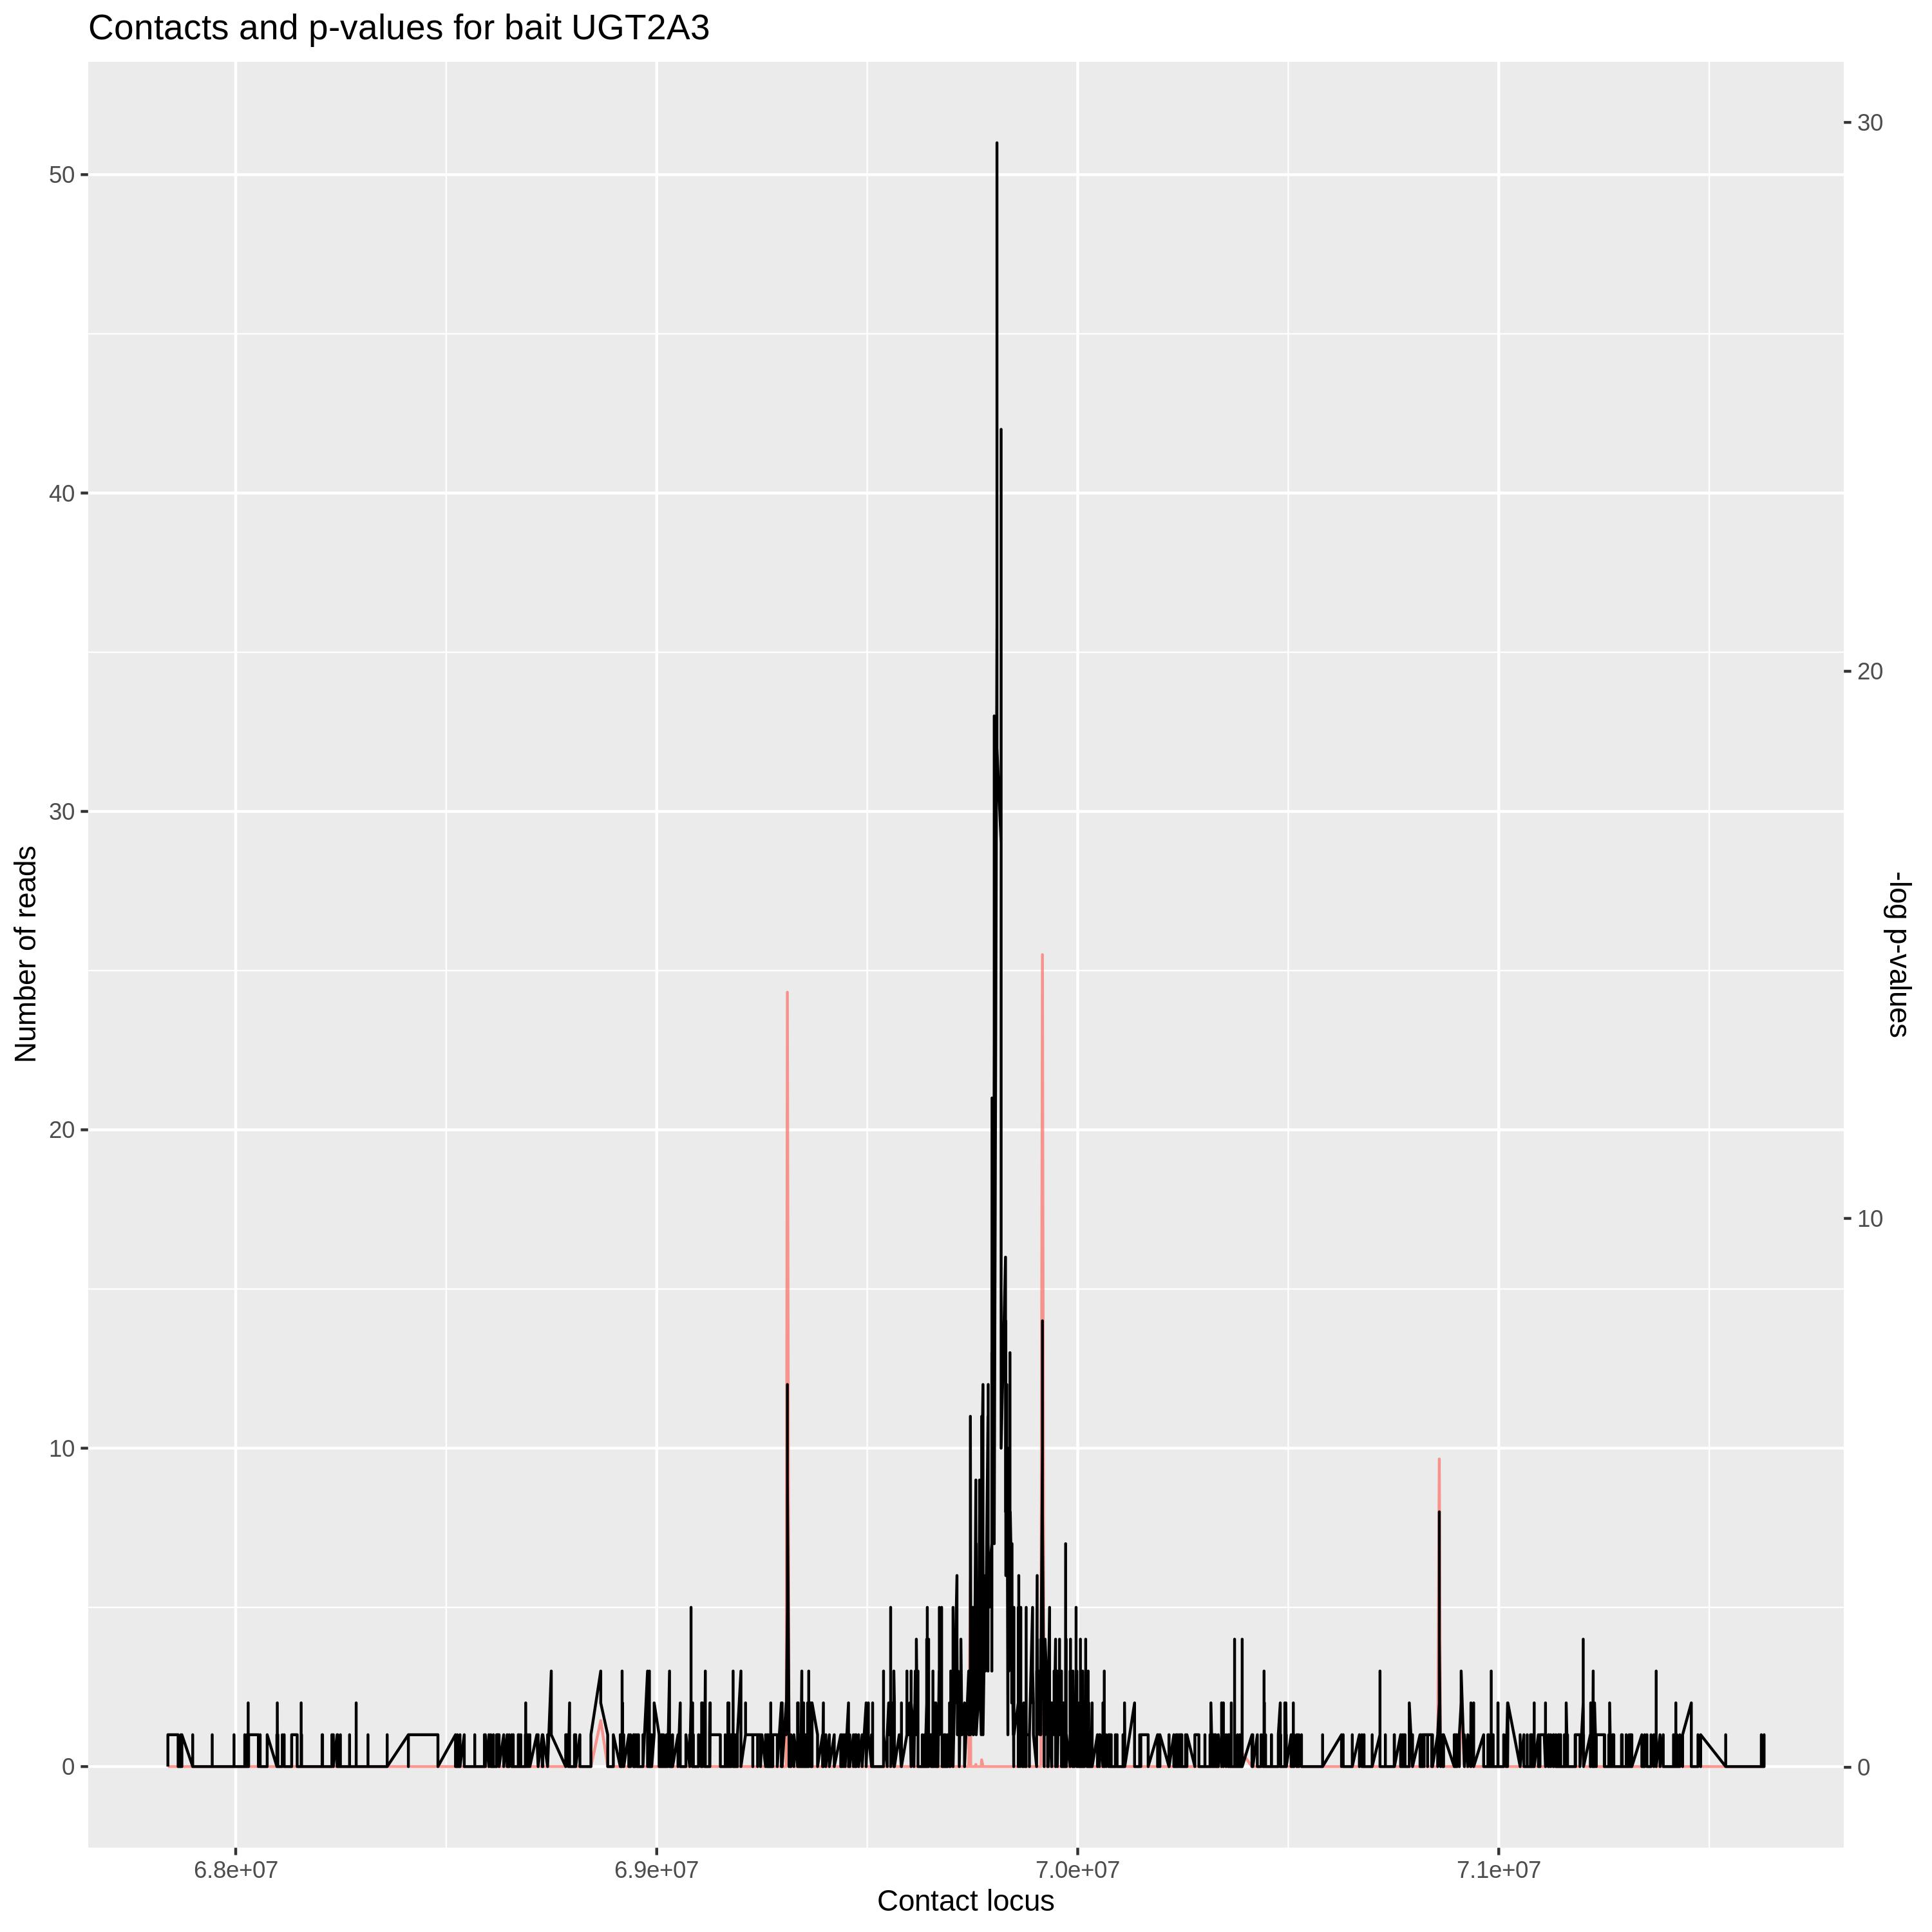 Contacts and p-values for bait UGT2A3
50
40
30
20
10
0
Number of reads
30
20
10
0
-log p-values
6.8e+07 6.9e+07 7.0e+07 7.1e+07
Contact locus